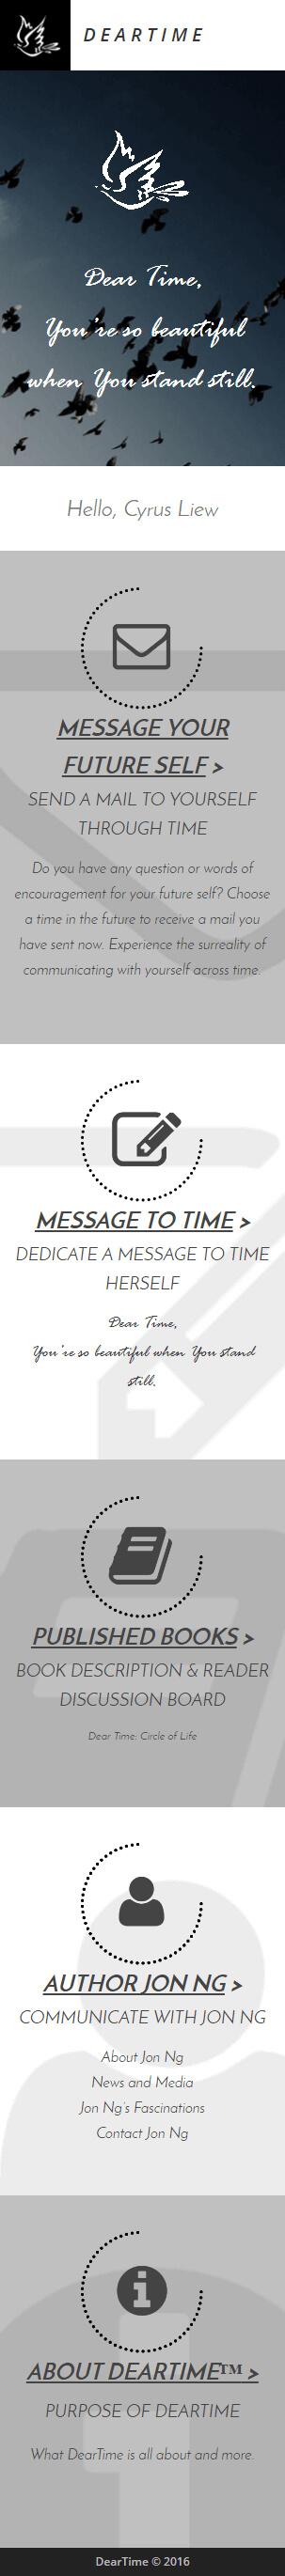 DEARTIME
Dear Time,
You're so beautiful
when You stand still.
Hello, Cyrus Liew
MESSAGE YOUR
FUTURE SELF >
SEND A MAIL TO YOURSELF
THROUGH TIME
Do you have any question or words of
encouragement for your future self? Choose
a time in the future to receive a mail you
have sent now. Experience the surreality of
communicating with yourself across time.
MESSAGE TO TIME >
DEDICATE A MESSAGE TO TIME
HERSELF
Dear Time,
You're so beautiful when You stand
still.
PUBLISHED BOOKS >
BOOK DESCRIPTION & READER
DISCUSSION BOARD
Dear Time: Circle of Life
AUTHOR JON NG >
COMMUNICATE WITH JON NG
About Jon Ng
News and Media
Jon Ng's Fascinations
Contact Jon Ng
ABOUT DEARTIME™ >
PURPOSE OF DEARTIME
What DearTime is all about and more.
DearTime © 2016